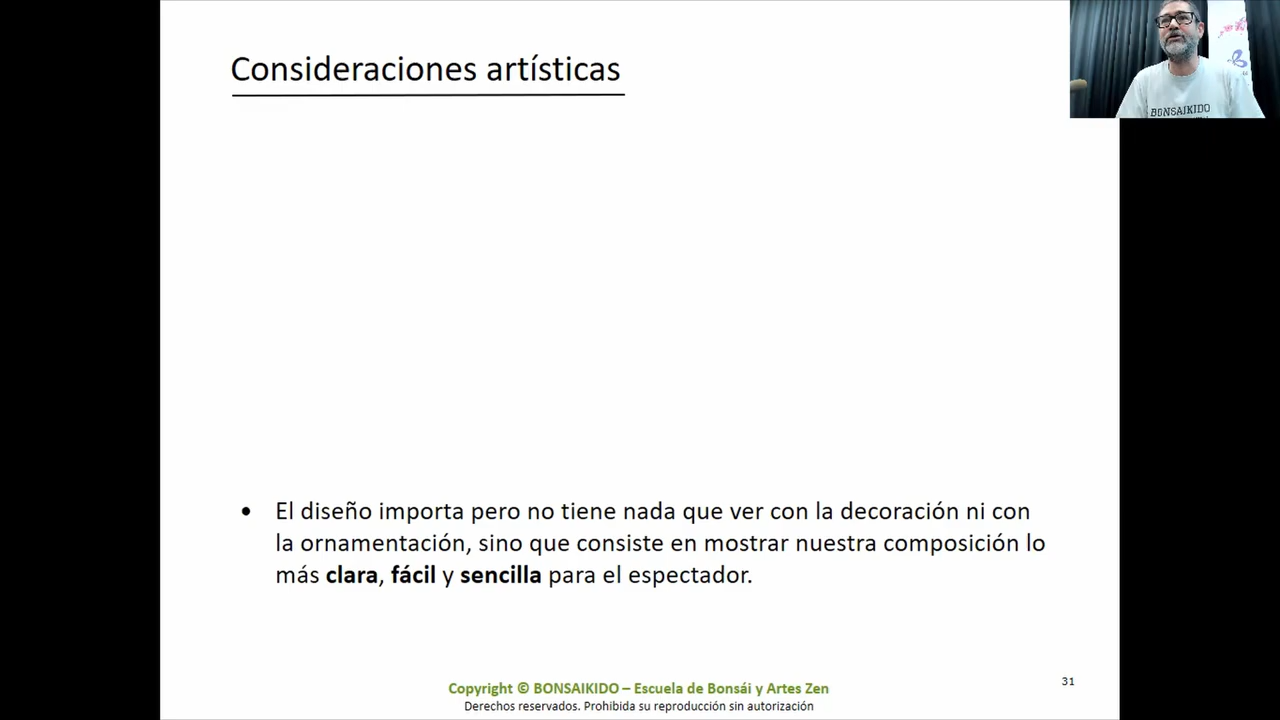 Consideraciones artísticas
BONSAIKIDO
• El diseño importa pero no tiene nada que ver con la decoración ni con
la ornamentación, sino que consiste en mostrar nuestra composición lo
más clara, fácil y sencilla para el espectador.
31
Copyright © BONSAIKIDO – Escuela de Bonsái y Artes Zen
Derechos reservados. Prohibida su reproducción sin autorización